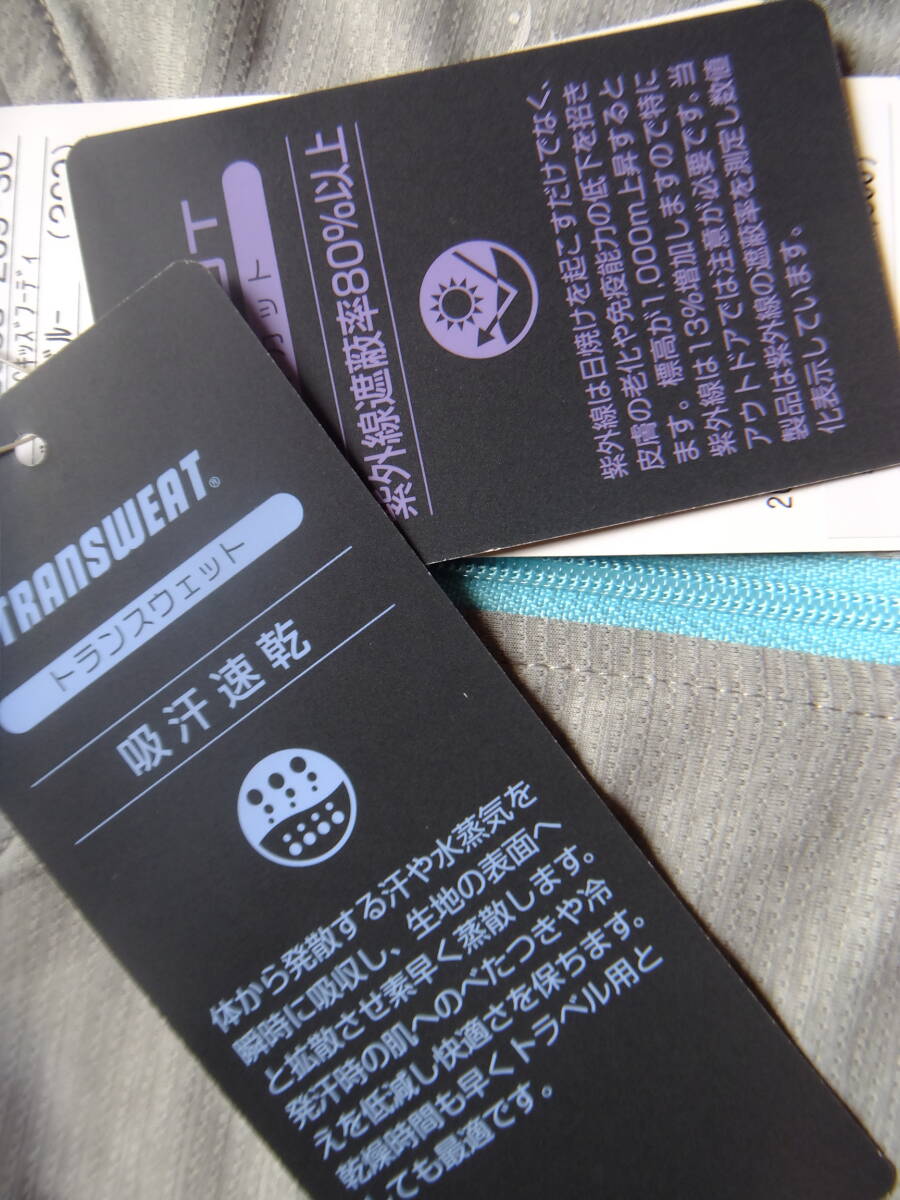 TRANSWEAT®
トランスウェット
吸汗速乾
体から発散する汗や水蒸気を
瞬時に吸収し、生地の表面へ
と拡散させ素早く蒸散します。
発汗時の肌へのべたつきや冷
えを低減し快適さを保ちます。
乾燥時間も早くトラベル用と
しても最適です。
紫外線遮蔽率80%以上
紫外線は日焼けを起こすだけでなく、
皮膚の老化や免疫能力の低下を招き
ます。標高が1,000m上昇すると
紫外線は13%増加しますので特に
アウトドアでは注意が必要です。当
製品は紫外線の遮蔽率を測定し数値
化表示しています。
キッズフーディ
ブルー